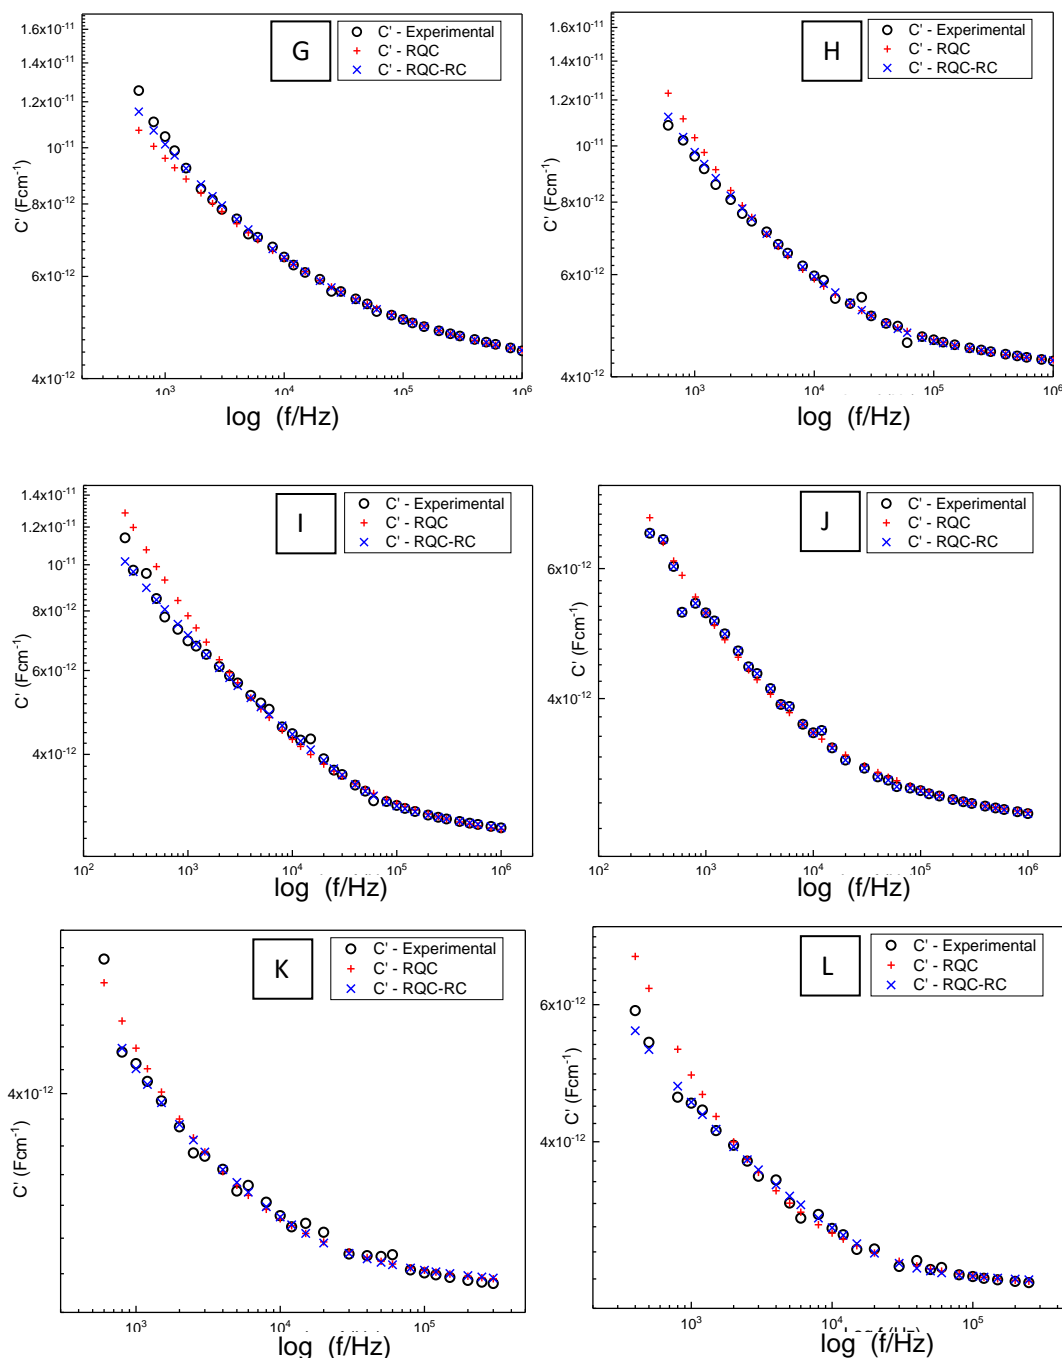 G
C' - Experimental
C' - RQC
C' - RQC-RC
1.6x10⁻¹¹
1.4x10⁻¹¹
1.2x10⁻¹¹
10⁻¹¹
8x10⁻¹²
6x10⁻¹²
4x10⁻¹²
C' (Fcm⁻¹)
10³
10⁴
10⁵
10⁶
log (f/Hz)
H
C' - Experimental
C' - RQC
C' - RQC-RC
1.6x10⁻¹¹
1.4x10⁻¹¹
1.2x10⁻¹¹
10⁻¹¹
8x10⁻¹²
6x10⁻¹²
4x10⁻¹²
C' (Fcm⁻¹)
10³
10⁴
10⁵
10⁶
log (f/Hz)
I
C' - Experimental
C' - RQC
C' - RQC-RC
1.4x10⁻¹¹
1.2x10⁻¹¹
10⁻¹¹
8x10⁻¹²
6x10⁻¹²
4x10⁻¹²
C' (Fcm⁻¹)
10²
10³
10⁴
10⁵
10⁶
log (f/Hz)
J
C' - Experimental
C' - RQC
C' - RQC-RC
6x10⁻¹²
4x10⁻¹²
C' (Fcm⁻¹)
10²
10³
10⁴
10⁵
10⁶
log (f/Hz)
K
C' - Experimental
C' - RQC
C' - RQC-RC
4x10⁻¹²
C' (Fcm⁻¹)
10³
10⁴
10⁵
log (f/Hz)
L
C' - Experimental
C' - RQC
C' - RQC-RC
6x10⁻¹²
4x10⁻¹²
C' (Fcm⁻¹)
10³
10⁴
10⁵
log (f/Hz)